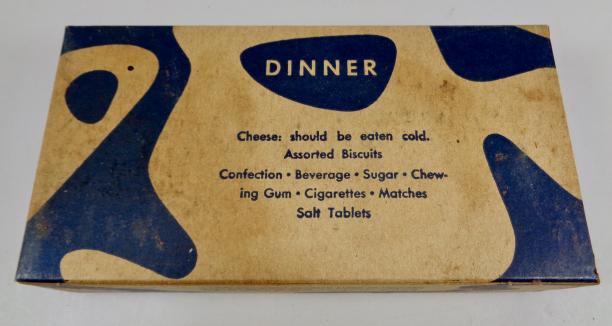 DINNER
Cheese: should be eaten cold.
Assorted Biscuits
Confection • Beverage • Sugar • Chew-
ing Gum • Cigarettes • Matches
Salt Tablets